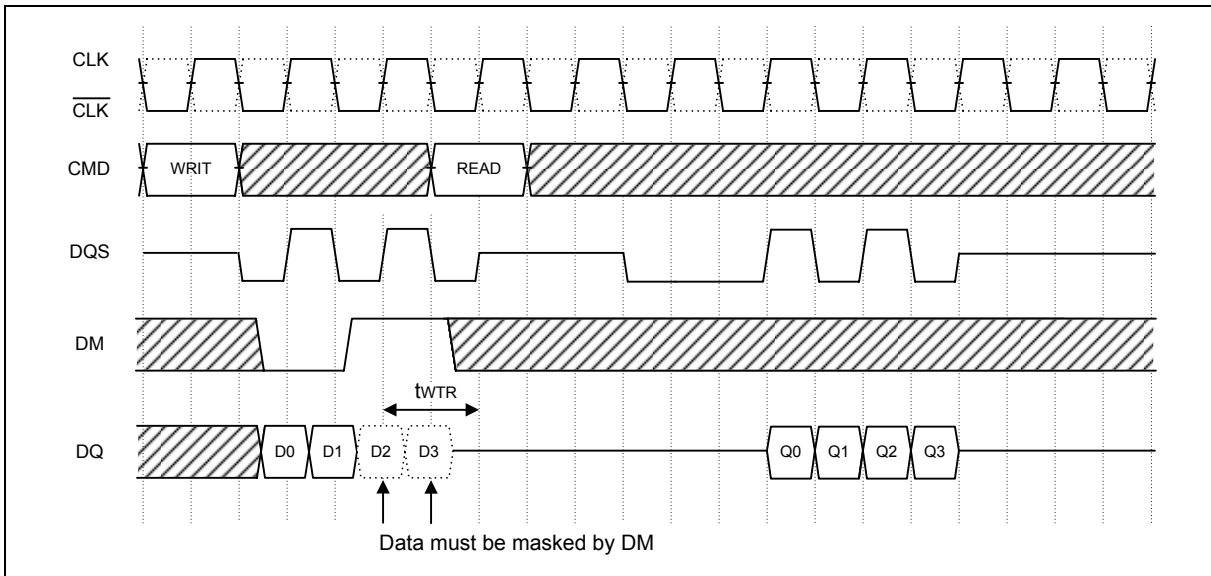 CLK
CLK
CMD WRIT READ
DQS
DM
tWTR
DQ D0 D1 D2 D3 Q0 Q1 Q2 Q3
Data must be masked by DM